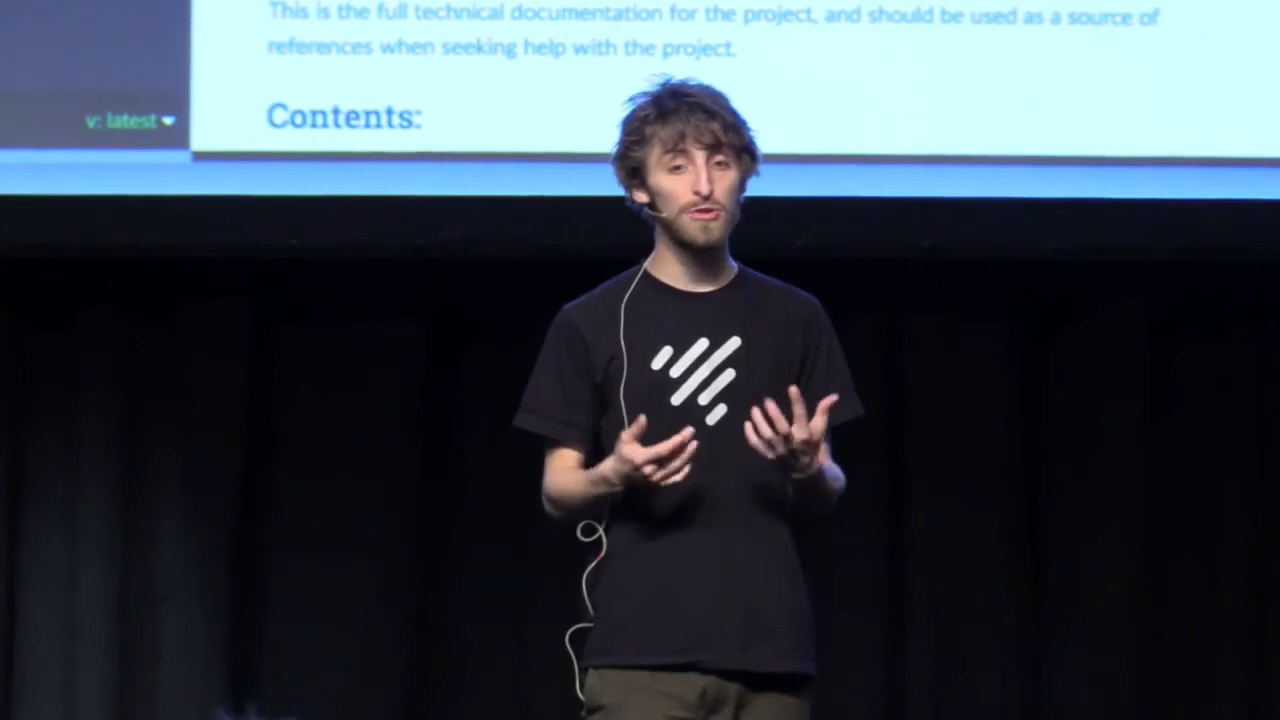 This is the full technical documentation for the project, and should be used as a source of
references when seeking help with the project.
v: latest
Contents: